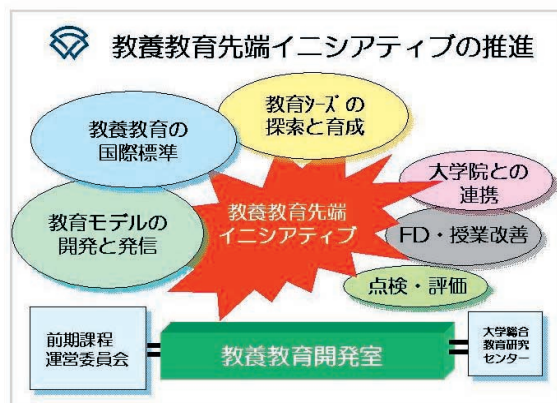 教養教育先端イニシアティブの推進
教育ｼｰｽﾞの
探索と育成
教養教育の
国際標準
大学院との
連携
教養教育先端
イニシアティブ
教育モデルの
開発と発信
FD・授業改善
点検・評価
前期課程
運営委員会
教養教育開発室
大学総合
教育研究
センター